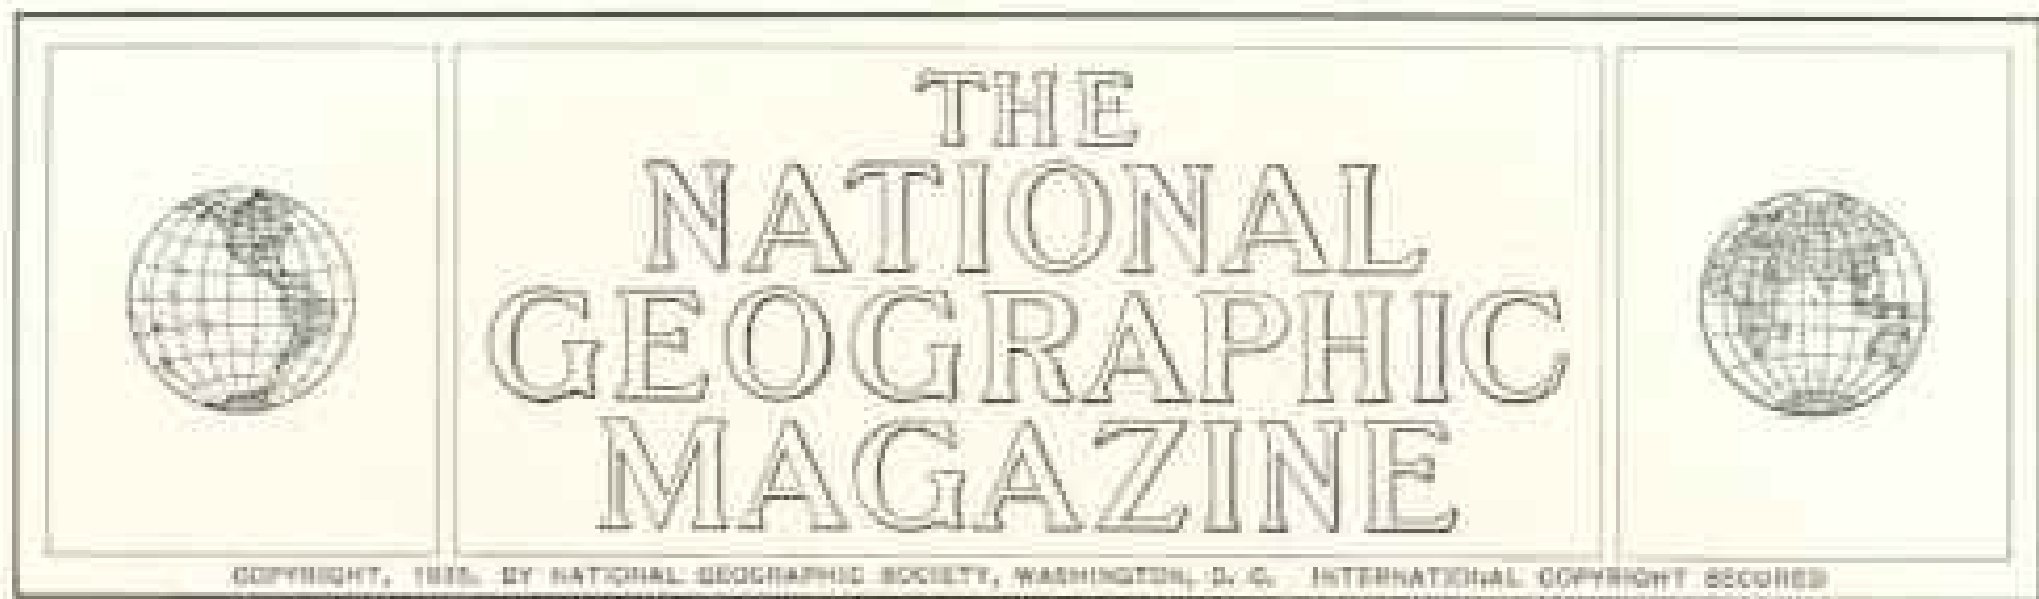 THE
NATIONAL
GEOGRAPHIC
MAGAZINE
COPYRIGHT, BY NATIONAL GEOGRAPHIC SOCIETY, WASHINGTON, D. C. INTERNATIONAL COPYRIGHT SECURED